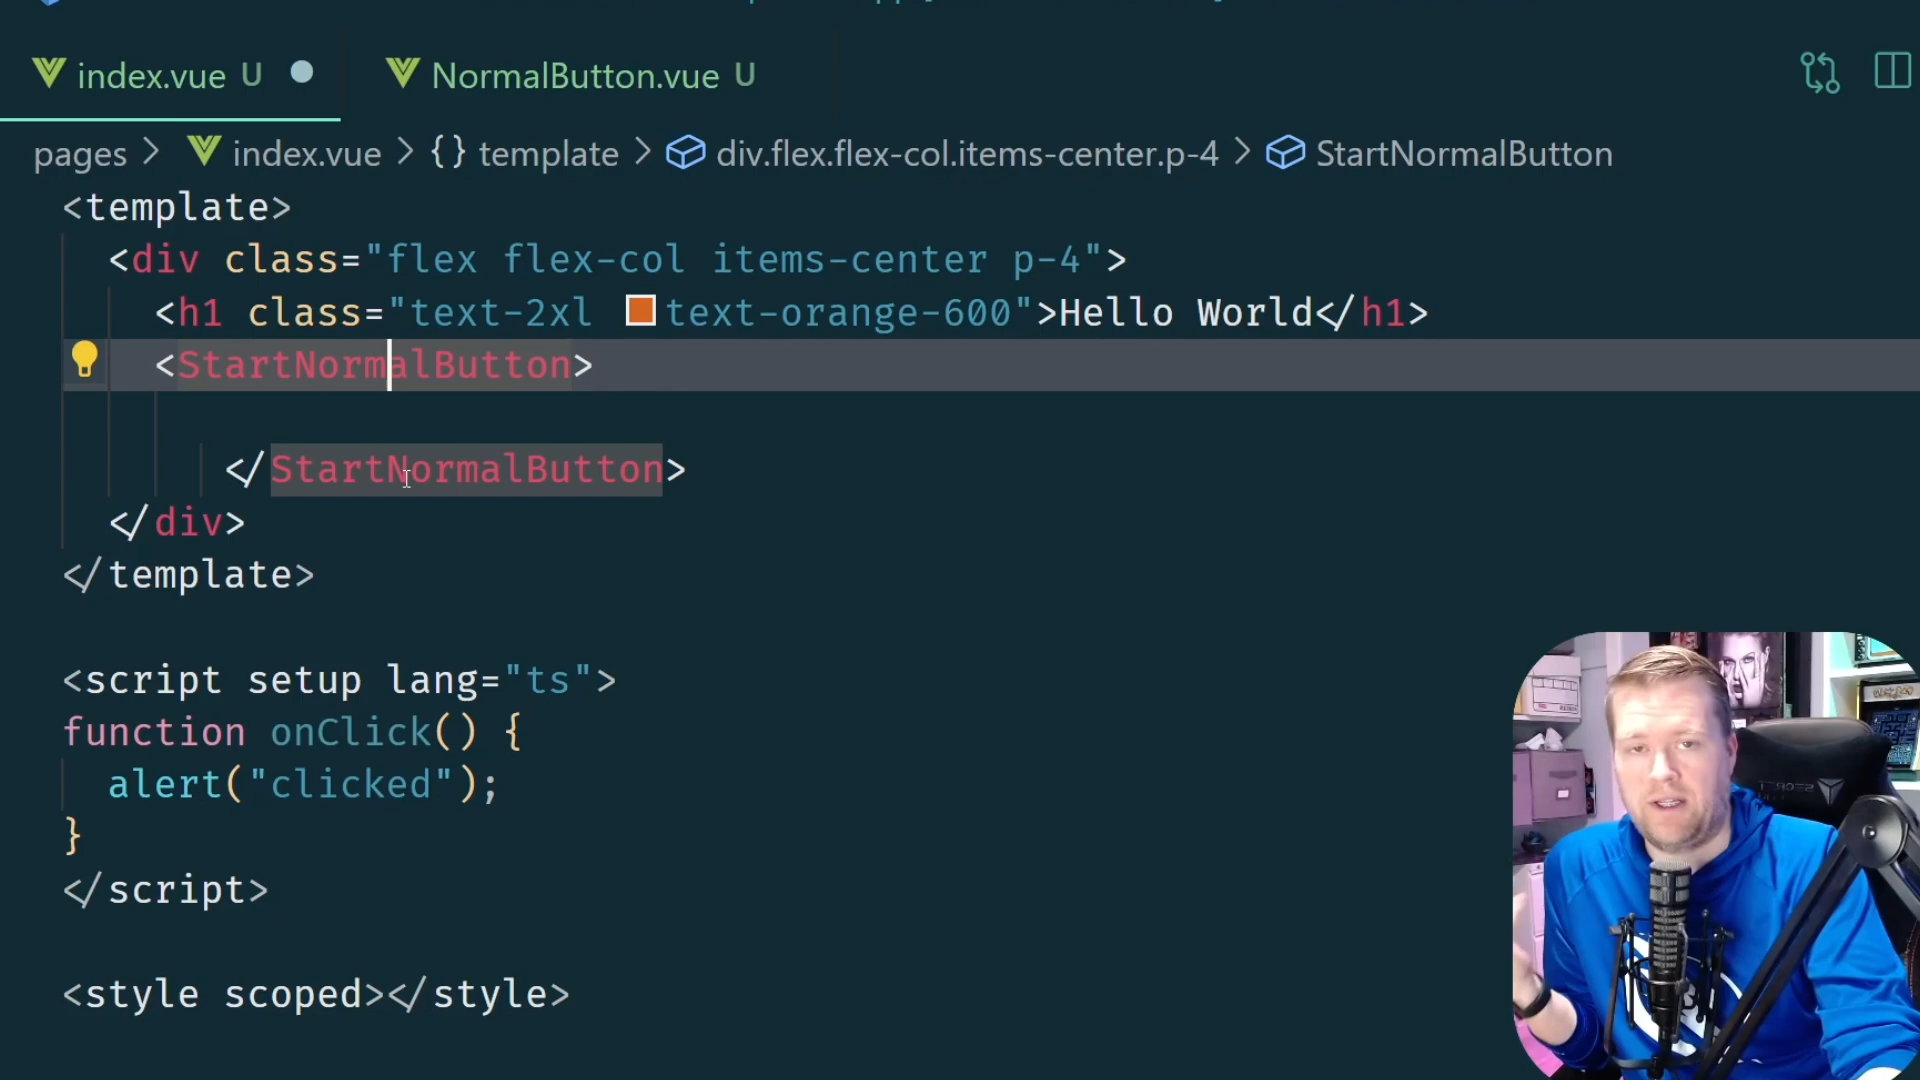 index.vue U
NormalButton.vue U
pages > index.vue > {} template > div.flex.flex-col.items-center.p-4 > StartNormalButton
<template>
<div class="flex flex-col items-center p-4">
<h1 class="text-2xl text-orange-600">Hello World</h1>
<StartNormalButton>
</StartNormalButton>
</div>
</template>
<script setup lang="ts">
function onClick() {
alert("clicked");
}
</script>
<style scoped></style>